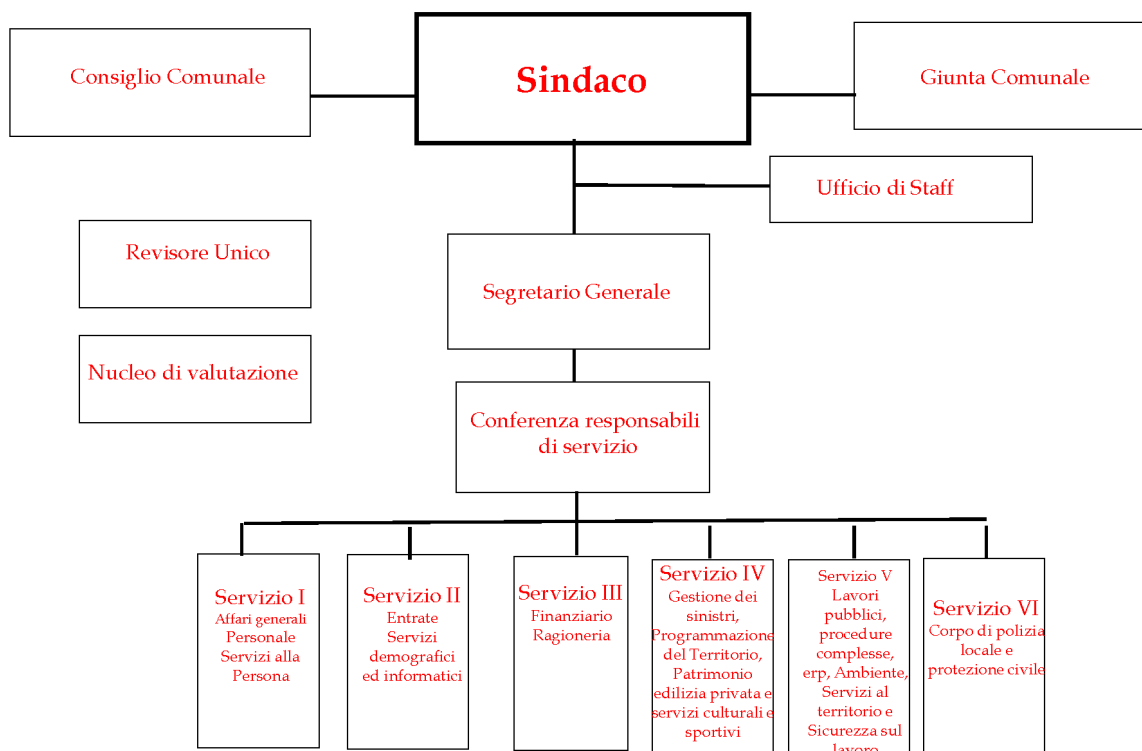 Consiglio Comunale
Sindaco
Giunta Comunale
Ufficio di Staff
Revisore Unico
Segretario Generale
Nucleo di valutazione
Conferenza responsabili
di servizio
Servizio I
Affari generali
Personale
Servizi alla
Persona
Servizio II
Entrate
Servizi
demografici
ed informatici
Servizio III
Finanziario
Ragioneria
Servizio IV
Gestione dei
sinistri,
Programmazione
del Territorio,
Patrimonio
edilizia privata e
servizi culturali e
sportivi
Servizio V
Lavori
pubblici,
procedure
complesse,
erp, Ambiente,
Servizi al
territorio e
Sicurezza sul
lavoro
Servizio VI
Corpo di polizia
locale e
protezione civile